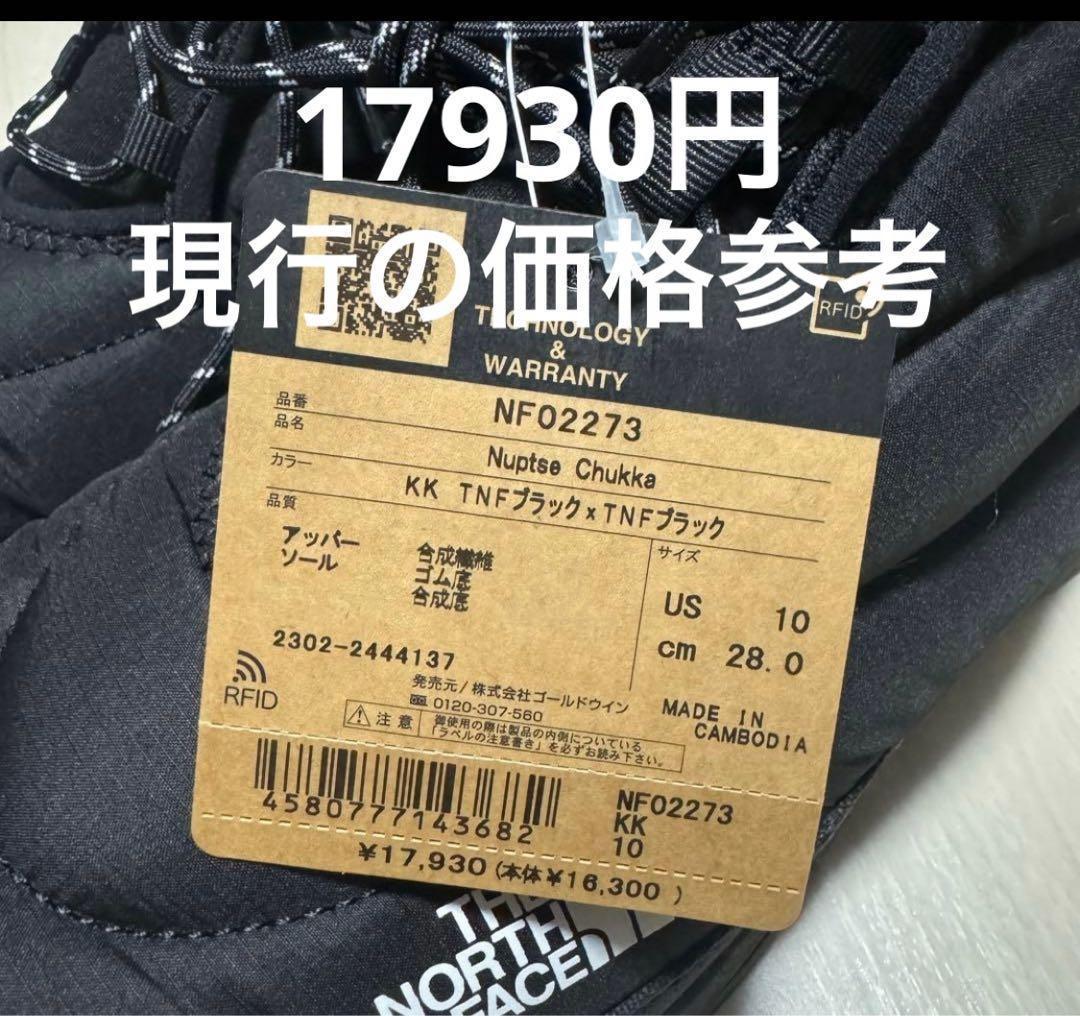 17930円
現行の価格参考
RFID
TECHNOLOGY
&
WARRANTY
品番 NF02273
品名 Nuptse Chukka
カラー KK TNFブラックxTNFブラック
品質
アッパー 合成繊維
ソール ゴム底
合成底
サイズ
US 10
cm 28.0
2302-2444137
RFID
発売元/株式会社ゴールドウイン
0120-307-560
MADE IN
CAMBODIA
注意 御使用の際は製品の内側についている
「ラベルの注意書き」を必ずお読み下さい。
4580777143682
NF02273
KK
10
¥17,930 (本体¥16,300 )
THE
NORTH
FACE